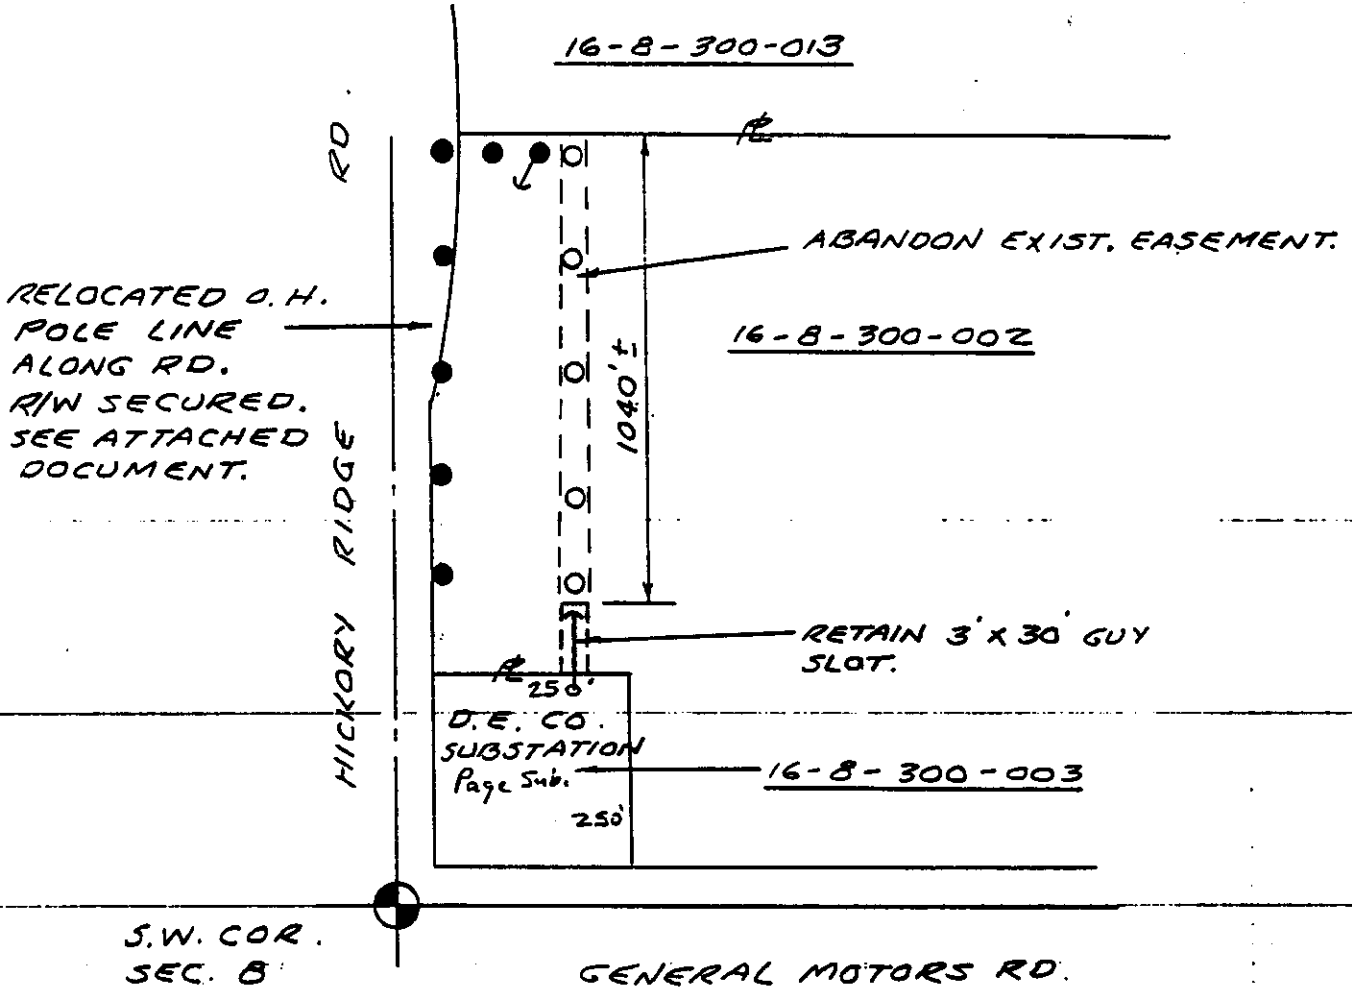 16-8-300-013
RD.
℄
ABANDON EXIST. EASEMENT.
RELOCATED O.H.
POLE LINE
ALONG RD.
R/W SECURED.
SEE ATTACHED
DOCUMENT.
16-8-300-002
1040' ±
HICKORY RIDGE
RETAIN 3' X 30' GUY
SLOT.
℄
250'
D.E. CO.
SUBSTATION
Page Sub.
16-8-300-003
250'
S.W. COR.
SEC. 8
GENERAL MOTORS RD.